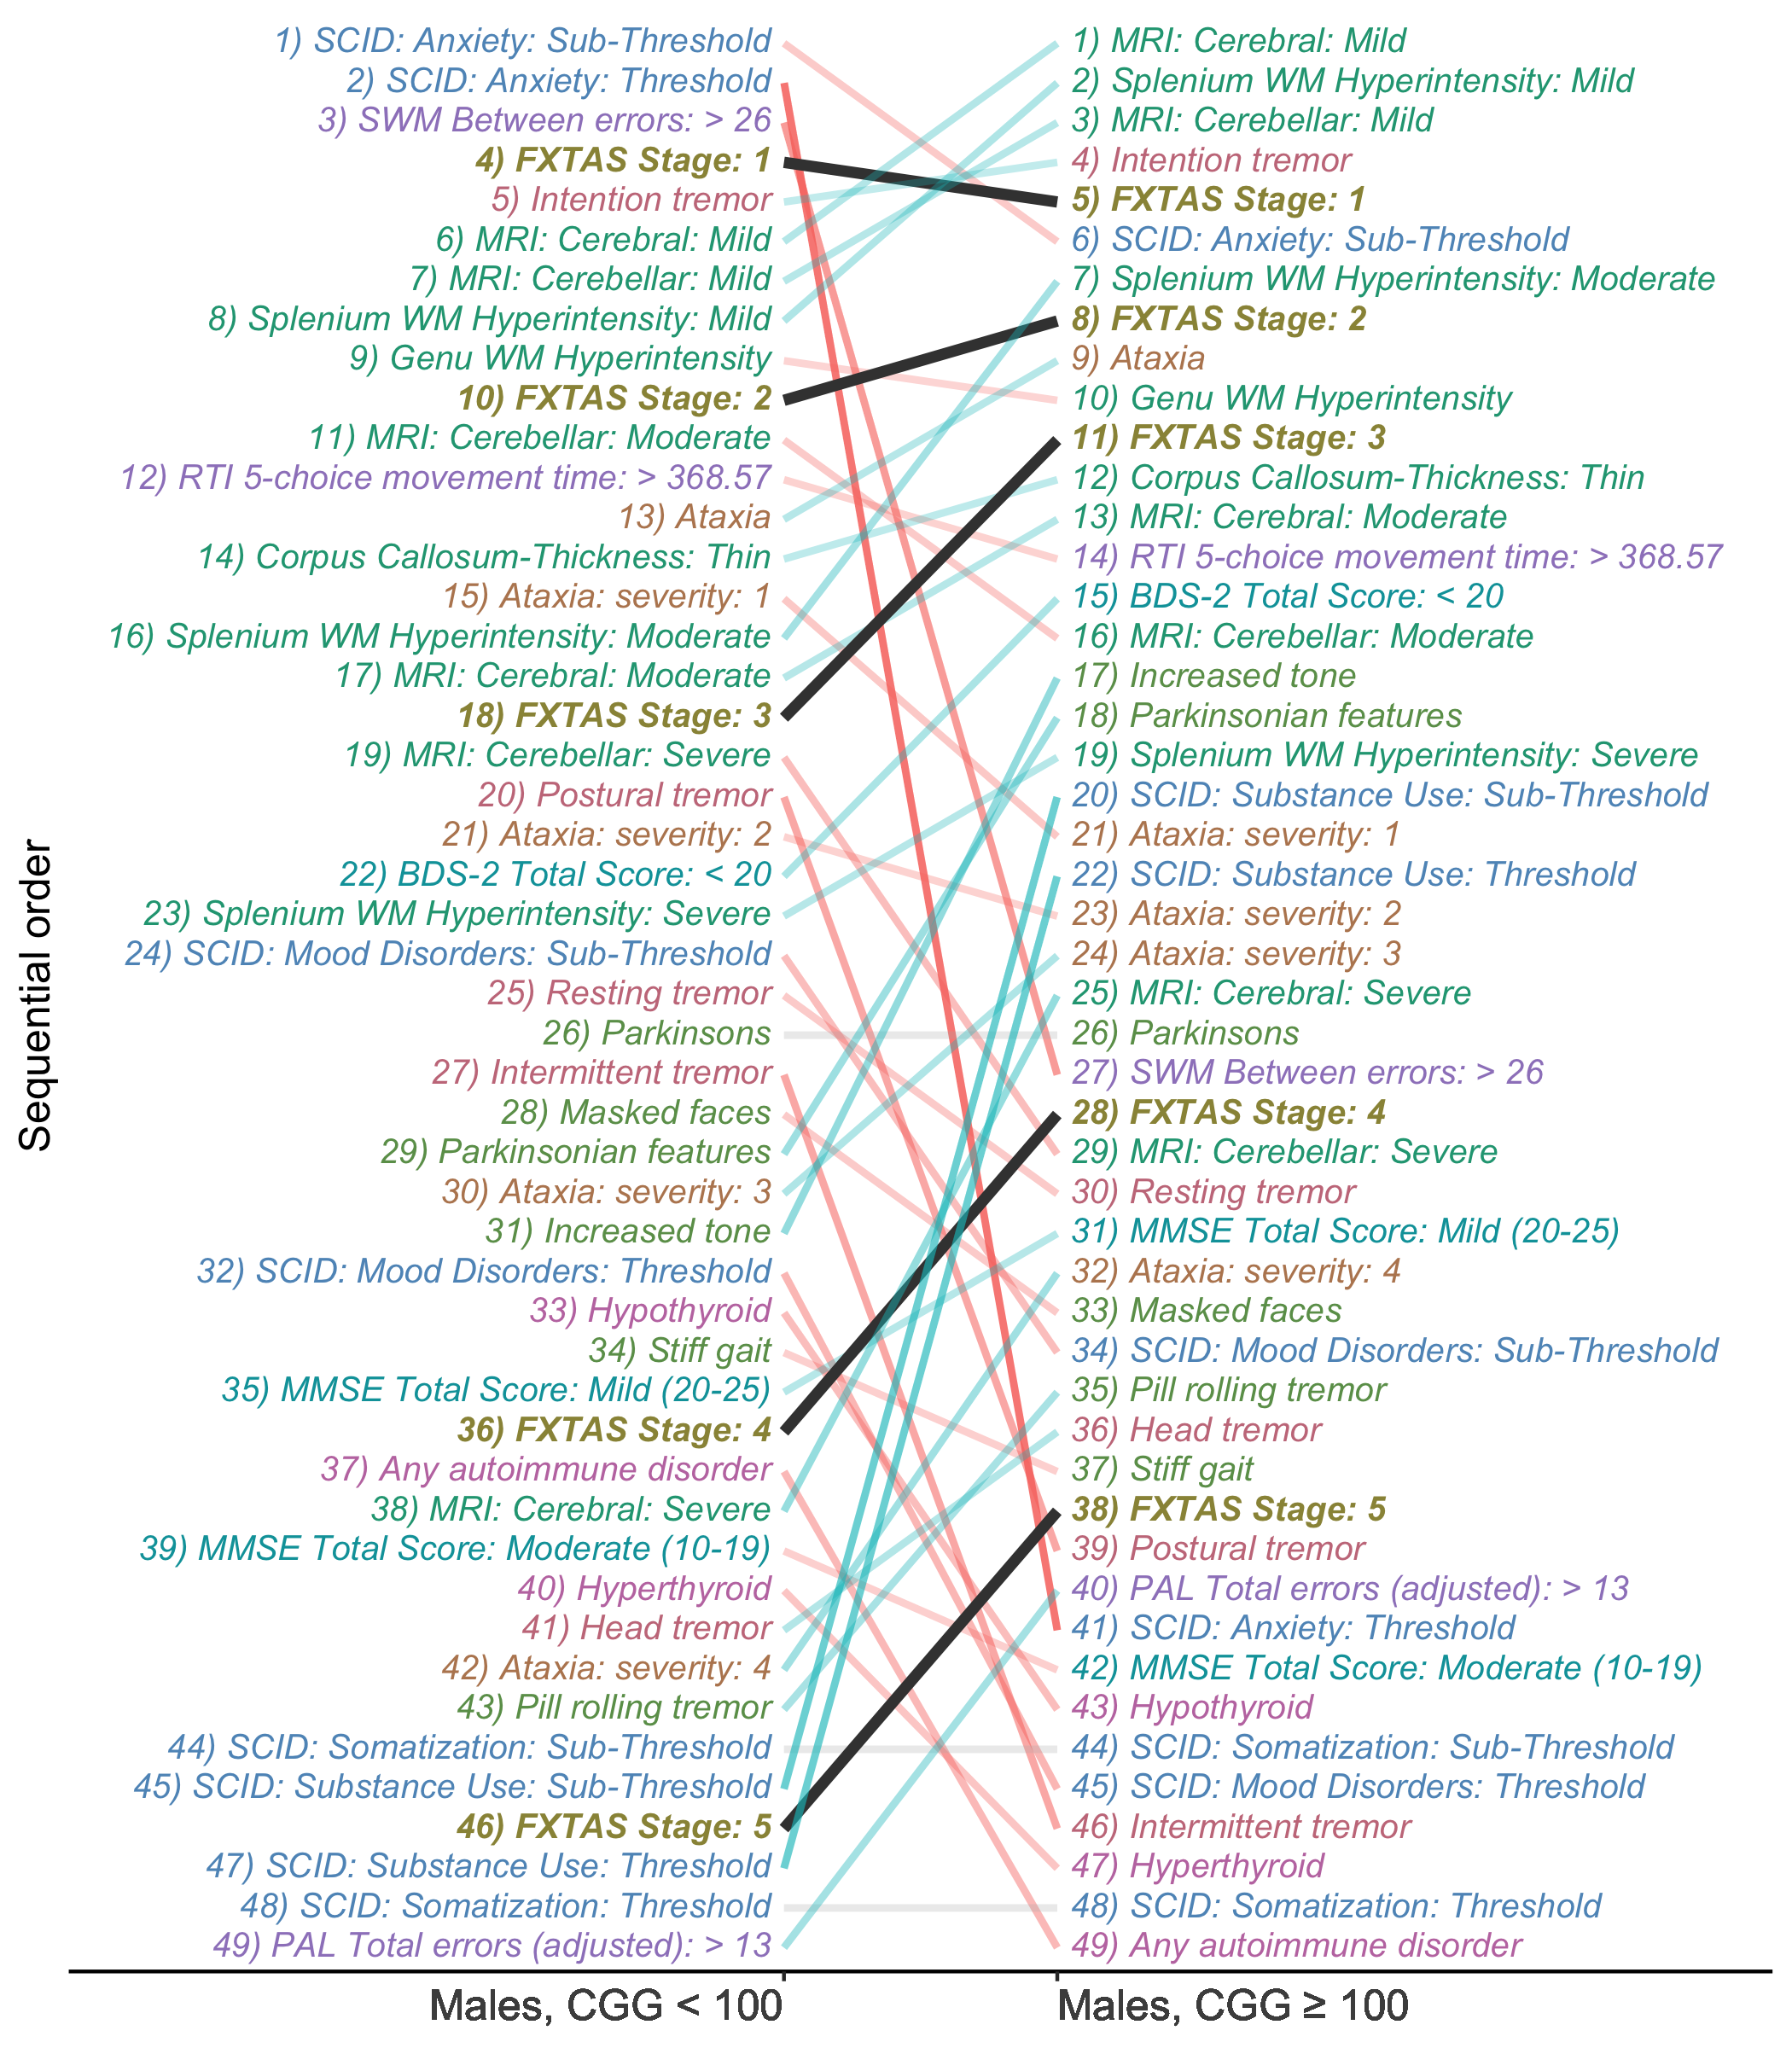 Sequential order
1) SCID: Anxiety: Sub-Threshold
2) SCID: Anxiety: Threshold
3) SWM Between errors: > 26
4) FXTAS Stage: 1
5) Intention tremor
6) MRI: Cerebral: Mild
7) MRI: Cerebellar: Mild
8) Splenium WM Hyperintensity: Mild
9) Genu WM Hyperintensity
10) FXTAS Stage: 2
11) MRI: Cerebellar: Moderate
12) RTI 5-choice movement time: > 368.57
13) Ataxia
14) Corpus Callosum-Thickness: Thin
15) Ataxia: severity: 1
16) Splenium WM Hyperintensity: Moderate
17) MRI: Cerebral: Moderate
18) FXTAS Stage: 3
19) MRI: Cerebellar: Severe
20) Postural tremor
21) Ataxia: severity: 2
22) BDS-2 Total Score: < 20
23) Splenium WM Hyperintensity: Severe
24) SCID: Mood Disorders: Sub-Threshold
25) Resting tremor
26) Parkinsons
27) Intermittent tremor
28) Masked faces
29) Parkinsonian features
30) Ataxia: severity: 3
31) Increased tone
32) SCID: Mood Disorders: Threshold
33) Hypothyroid
34) Stiff gait
35) MMSE Total Score: Mild (20-25)
36) FXTAS Stage: 4
37) Any autoimmune disorder
38) MRI: Cerebral: Severe
39) MMSE Total Score: Moderate (10-19)
40) Hyperthyroid
41) Head tremor
42) Ataxia: severity: 4
43) Pill rolling tremor
44) SCID: Somatization: Sub-Threshold
45) SCID: Substance Use: Sub-Threshold
46) FXTAS Stage: 5
47) SCID: Substance Use: Threshold
48) SCID: Somatization: Threshold
49) PAL Total errors (adjusted): > 13
Males, CGG < 100
1) MRI: Cerebral: Mild
2) Splenium WM Hyperintensity: Mild
3) MRI: Cerebellar: Mild
4) Intention tremor
5) FXTAS Stage: 1
6) SCID: Anxiety: Sub-Threshold
7) Splenium WM Hyperintensity: Moderate
8) FXTAS Stage: 2
9) Ataxia
10) Genu WM Hyperintensity
11) FXTAS Stage: 3
12) Corpus Callosum-Thickness: Thin
13) MRI: Cerebral: Moderate
14) RTI 5-choice movement time: > 368.57
15) BDS-2 Total Score: < 20
16) MRI: Cerebellar: Moderate
17) Increased tone
18) Parkinsonian features
19) Splenium WM Hyperintensity: Severe
20) SCID: Substance Use: Sub-Threshold
21) Ataxia: severity: 1
22) SCID: Substance Use: Threshold
23) Ataxia: severity: 2
24) Ataxia: severity: 3
25) MRI: Cerebral: Severe
26) Parkinsons
27) SWM Between errors: > 26
28) FXTAS Stage: 4
29) MRI: Cerebellar: Severe
30) Resting tremor
31) MMSE Total Score: Mild (20-25)
32) Ataxia: severity: 4
33) Masked faces
34) SCID: Mood Disorders: Sub-Threshold
35) Pill rolling tremor
36) Head tremor
37) Stiff gait
38) FXTAS Stage: 5
39) Postural tremor
40) PAL Total errors (adjusted): > 13
41) SCID: Anxiety: Threshold
42) MMSE Total Score: Moderate (10-19)
43) Hypothyroid
44) SCID: Somatization: Sub-Threshold
45) SCID: Mood Disorders: Threshold
46) Intermittent tremor
47) Hyperthyroid
48) SCID: Somatization: Threshold
49) Any autoimmune disorder
Males, CGG ≥ 100